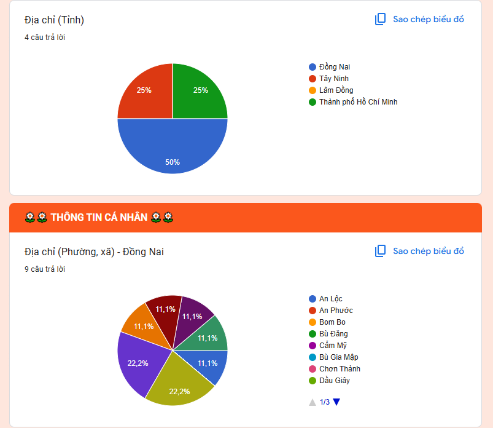 Địa chỉ (Tỉnh)
Sao chép biểu đồ
4 câu trả lời
Đồng Nai
Tây Ninh
Lâm Đồng
Thành phố Hồ Chí Minh
25%
25%
50%
THÔNG TIN CÁ NHÂN
Địa chỉ (Phường, xã) - Đồng Nai
Sao chép biểu đồ
9 câu trả lời
11,1%
11,1%
11,1%
11,1%
11,1%
22,2%
22,2%
An Lộc
An Phước
Bom Bo
Bù Đăng
Cẩm Mỹ
Bù Gia Mập
Chơn Thành
Dầu Giây
1/3